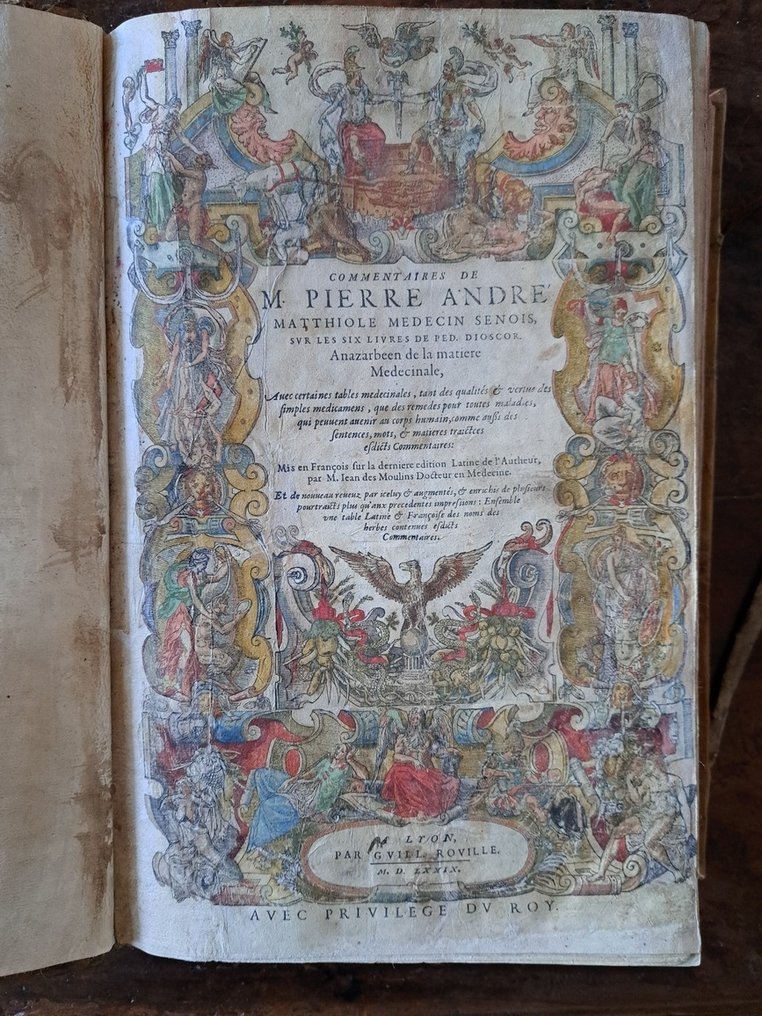 COMMENTAIRES DE
M. PIERRE ANDRE'
MATTHIOLE MEDECIN SENOIS,
SVR LES SIX LIVRES DE PED. DIOSCOR.
Anazarbeen de la matiere
Medecinale,
Auec certaines tables medecinales, tant des qualités & vertus des
simples medicamens, que des remedes pour toutes maladies,
qui peuuent auenir au corps humain, comme aussi des
sentences, mots, & matieres traictées
esdicts Commentaires:
Mis en François sur la derniere edition Latine de l'Autheur,
par M. Iean des Moulins Docteur en Medecine.
Et de nouueau reueuz par iceluy & augmentés, & enrichis de plusieurs
pourtraicts plus qu'aux precedentes impressions: Ensemble
vne table Latine & Françoise des noms des
herbes contenues esdicts
Commentaires.
A LYON,
PAR GVILL. ROVILLE.
M. D. LXXIX.
AVEC PRIVILEGE DV ROY.